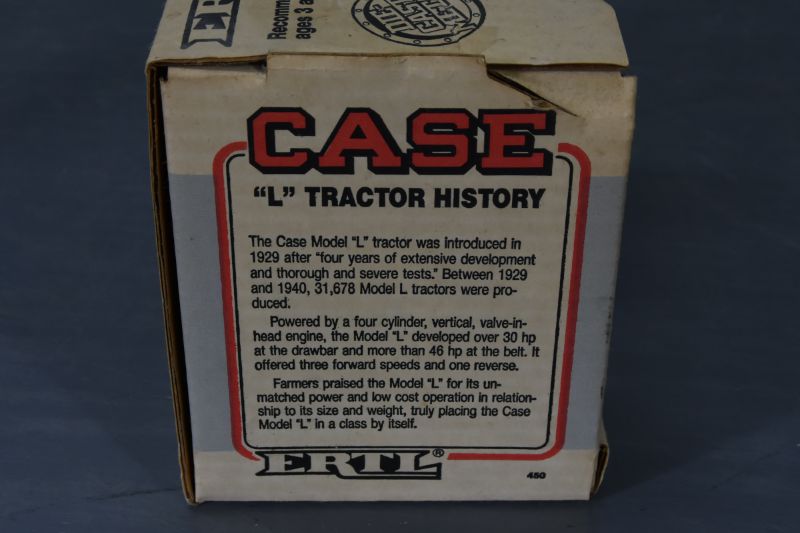 ERTL
Recomm
ages 3 a
CASE
"L" TRACTOR HISTORY
The Case Model "L" tractor was introduced in
1929 after "four years of extensive development
and thorough and severe tests." Between 1929
and 1940, 31,678 Model L tractors were pro-
duced.
Powered by a four cylinder, vertical, valve-in-
head engine, the Model "L" developed over 30 hp
at the drawbar and more than 46 hp at the belt. It
offered three forward speeds and one reverse.
Farmers praised the Model "L" for its un-
matched power and low cost operation in relation-
ship to its size and weight, truly placing the Case
Model "L" in a class by itself.
ERTL®
450